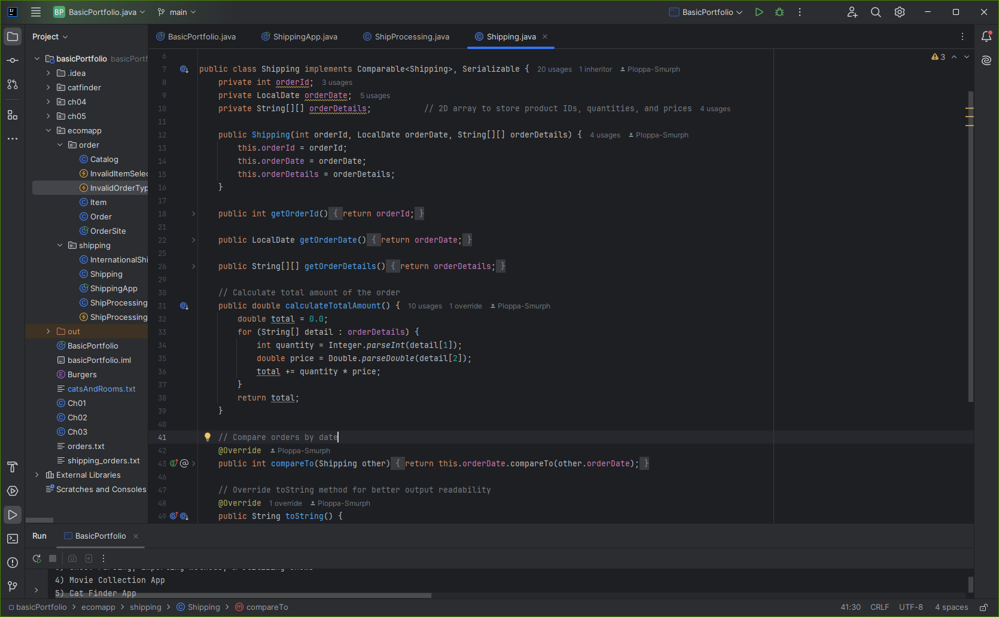 BP BasicPortfolio.java main BasicPortfolio
Project
BasicPortfolio.java ShippingApp.java ShipProcessing.java Shipping.java
basicPortfolio basicPortf
.idea
catfinder
ch04
ch05
ecomapp
order
Catalog
InvalidItemSelec
InvalidOrderTyp
Item
Order
OrderSite
shipping
InternationalShi
Shipping
ShippingApp
ShipProcessing
ShipProcessing
out
BasicPortfolio
basicPortfolio.iml
Burgers
catsAndRooms.txt
Ch01
Ch02
Ch03
orders.txt
shipping_orders.txt
External Libraries
Scratches and Consoles
3
6
7 public class Shipping implements Comparable<Shipping>, Serializable { 20 usages 1 inheritor Ploppa-Smurph
8 private int orderId; 3 usages
9 private LocalDate orderDate; 5 usages
10 private String[][] orderDetails; // 2D array to store product IDs, quantities, and prices 4 usages
11
12 public Shipping(int orderId, LocalDate orderDate, String[][] orderDetails) { 4 usages Ploppa-Smurph
13 this.orderId = orderId;
14 this.orderDate = orderDate;
15 this.orderDetails = orderDetails;
16 }
17
18 public int getOrderId() { return orderId; }
21
22 public LocalDate getOrderDate() { return orderDate; }
25
26 public String[][] getOrderDetails() { return orderDetails; }
29
30 // Calculate total amount of the order
31 public double calculateTotalAmount() { 10 usages 1 override Ploppa-Smurph
32 double total = 0.0;
33 for (String[] detail : orderDetails) {
34 int quantity = Integer.parseInt(detail[1]);
35 double price = Double.parseDouble(detail[2]);
36 total += quantity * price;
37 }
38 return total;
39 }
40
41 // Compare orders by date
42 @Override Ploppa-Smurph
43 public int compareTo(Shipping other) { return this.orderDate.compareTo(other.orderDate); }
46
47 // Override toString method for better output readability
48 @Override 1 override Ploppa-Smurph
49 public String toString() {
Run BasicPortfolio
4) Movie Collection App
5) Cat Finder App
basicPortfolio > ecomapp > shipping > Shipping > compareTo 41:30 CRLF UTF-8 4 spaces